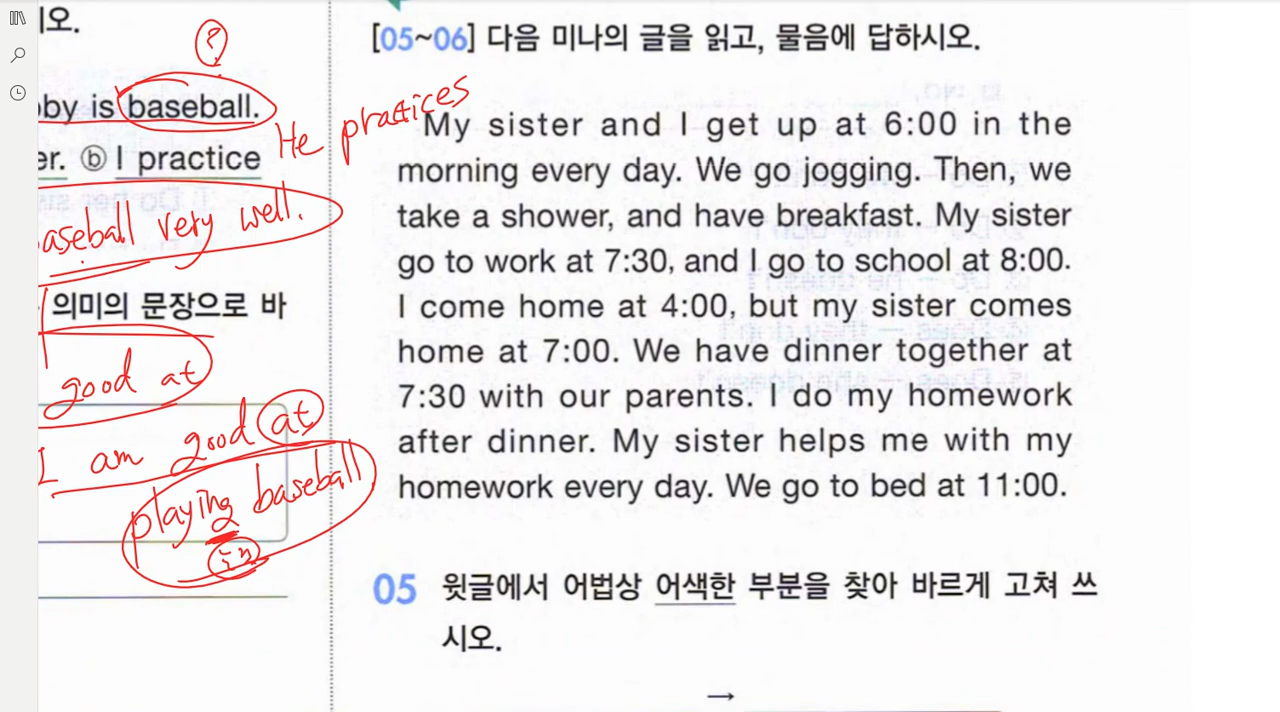 시오.
?
by is baseball.
He practices
er. ⓑ I practice
aseball very well.
의미의 문장으로 바
good at
I am good at
playing baseball
[05~06] 다음 미나의 글을 읽고, 물음에 답하시오.
My sister and I get up at 6:00 in the
morning every day. We go jogging. Then, we
take a shower, and have breakfast. My sister
go to work at 7:30, and I go to school at 8:00.
I come home at 4:00, but my sister comes
home at 7:00. We have dinner together at
7:30 with our parents. I do my homework
after dinner. My sister helps me with my
homework every day. We go to bed at 11:00.
05 윗글에서 어법상 어색한 부분을 찾아 바르게 고쳐 쓰
시오.
→